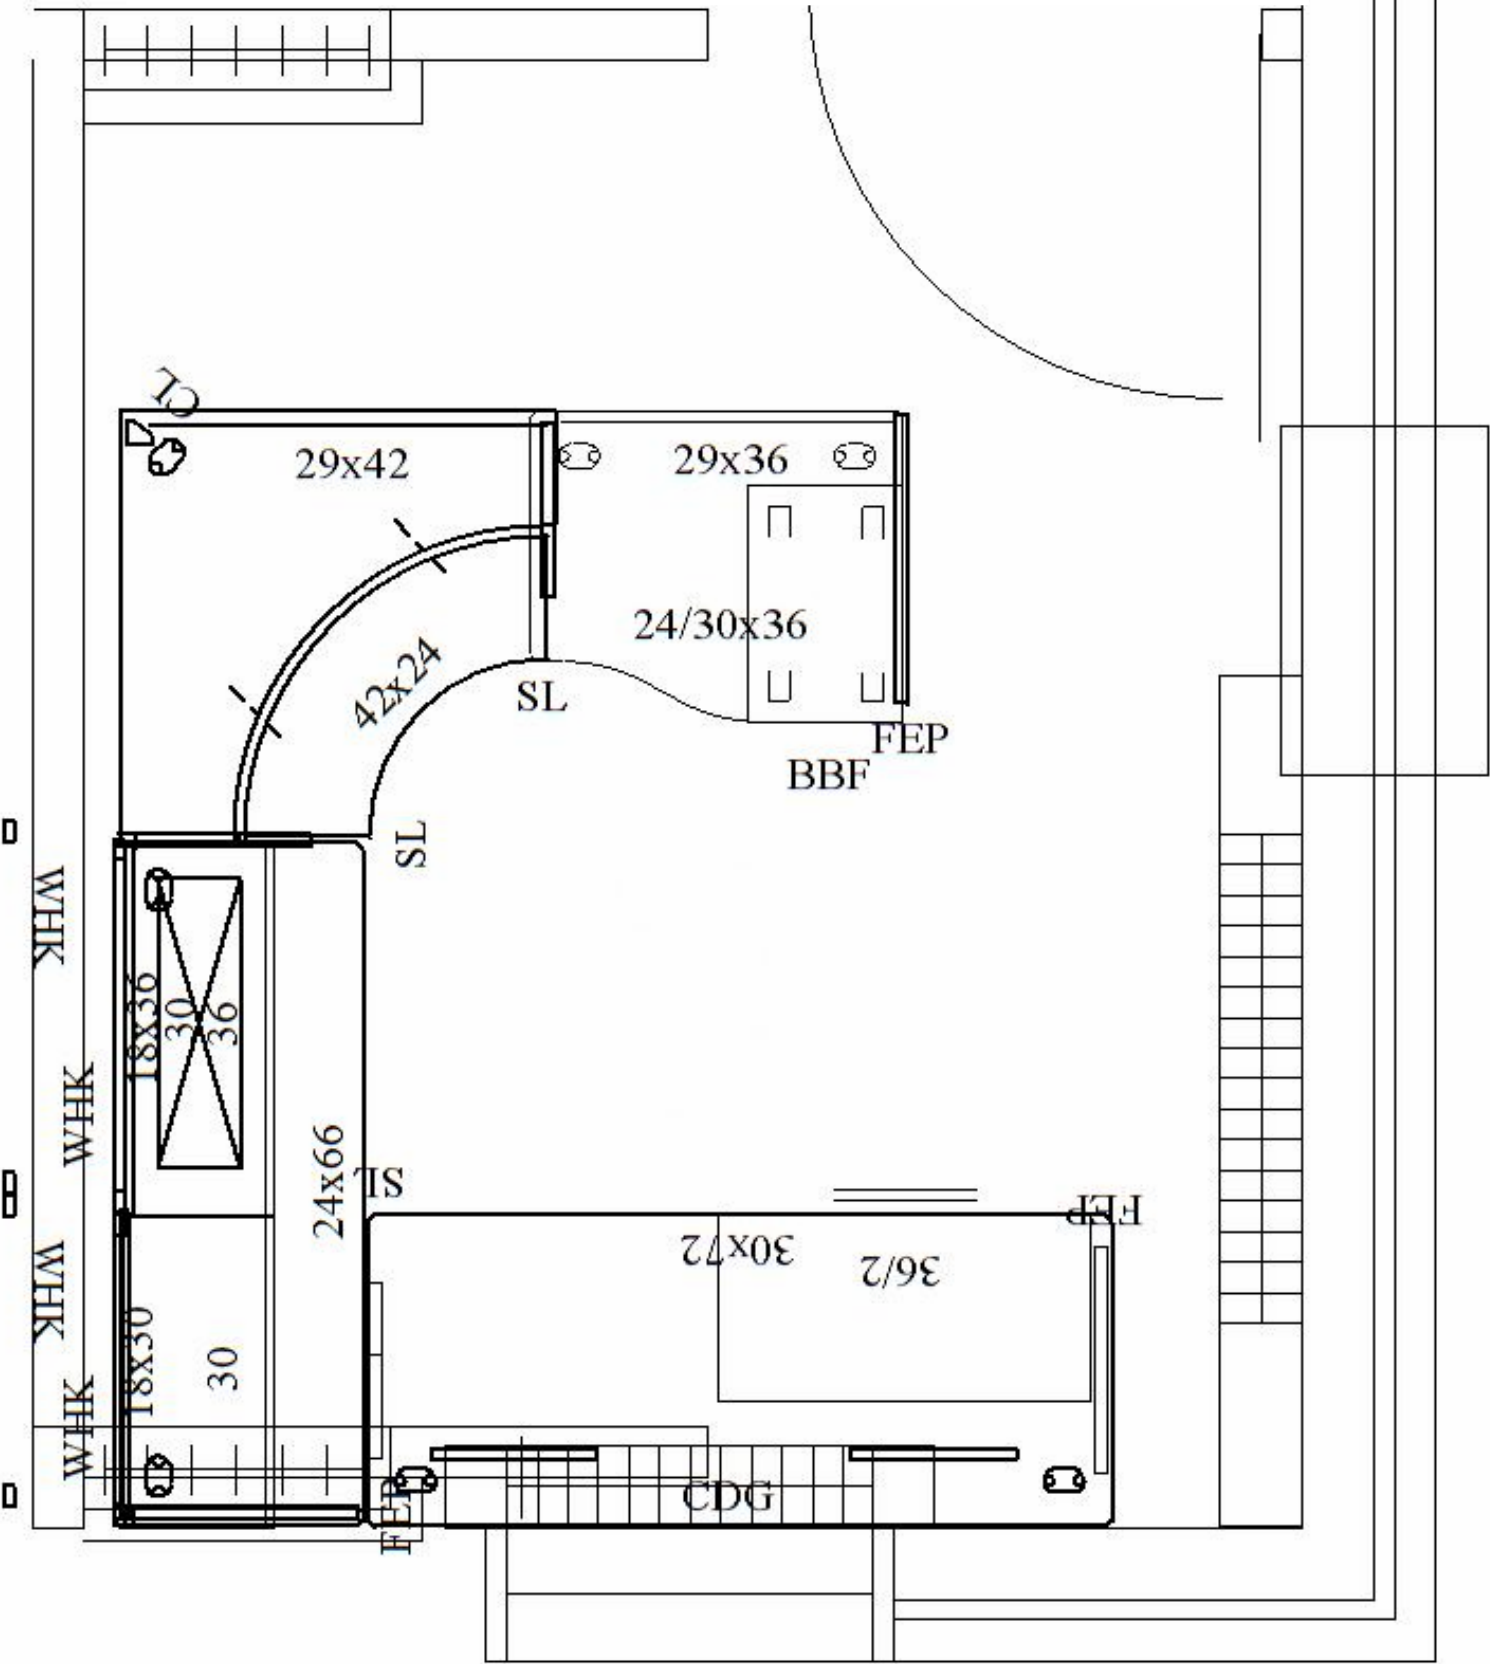 CL
29x42
29x36
24/30x36
42x24
SL
FEP
BBF
SL
WHK
18x36
30
36
WHK
24x66
SL
FEP
30x72
36/2
WHK
18x30
30
WHK
CDG
FEP